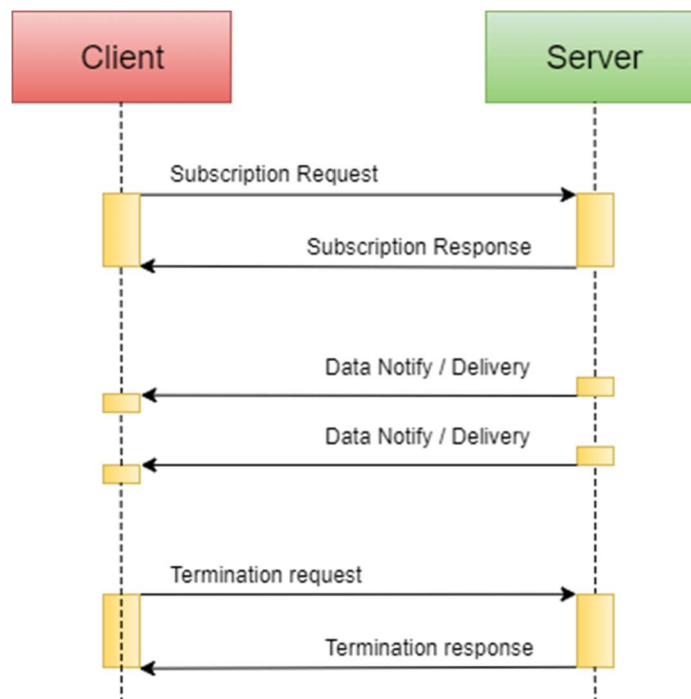 Client
Server
Subscription Request
Subscription Response
Data Notify / Delivery
Data Notify / Delivery
Termination request
Termination response